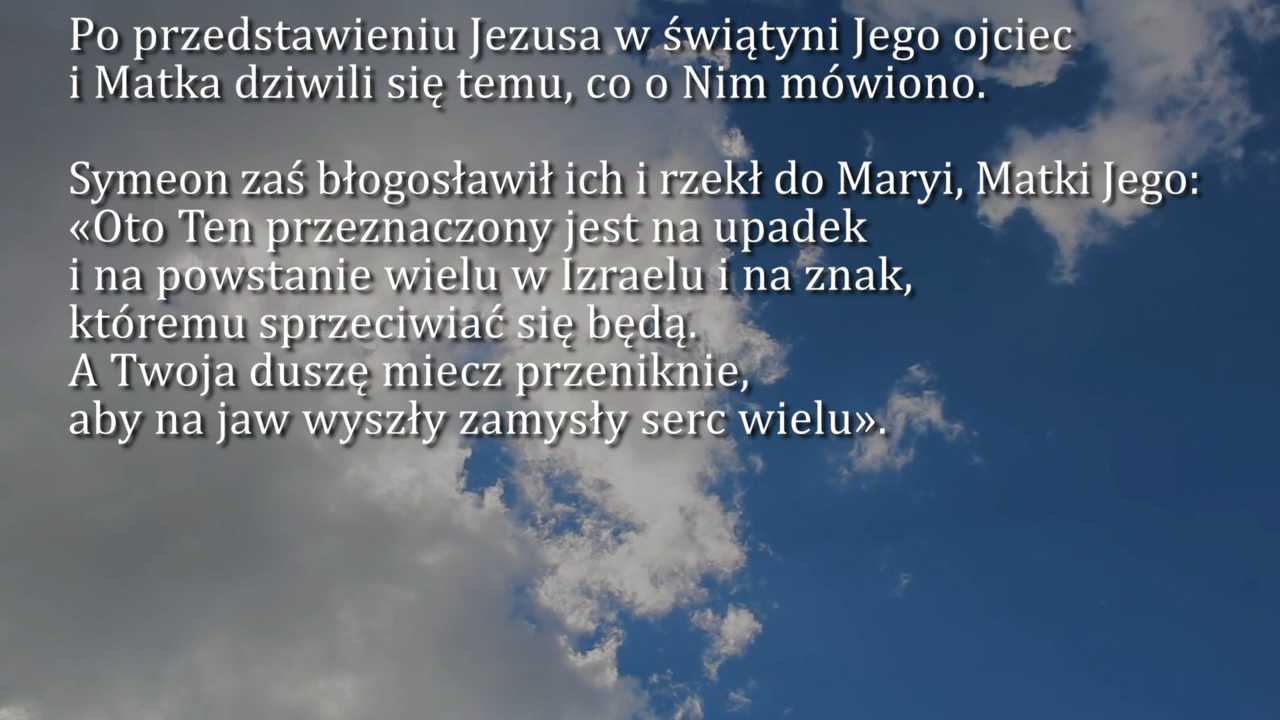 Po przedstawieniu Jezusa w świątyni Jego ojciec
i Matka dziwili się temu, co o Nim mówiono.
Symeon zaś błogosławił ich i rzekł do Maryi, Matki Jego:
«Oto Ten przeznaczony jest na upadek
i na powstanie wielu w Izraelu i na znak,
któremu sprzeciwiać się będą.
A Twoja duszę miecz przeniknie,
aby na jaw wyszły zamysły serc wielu».